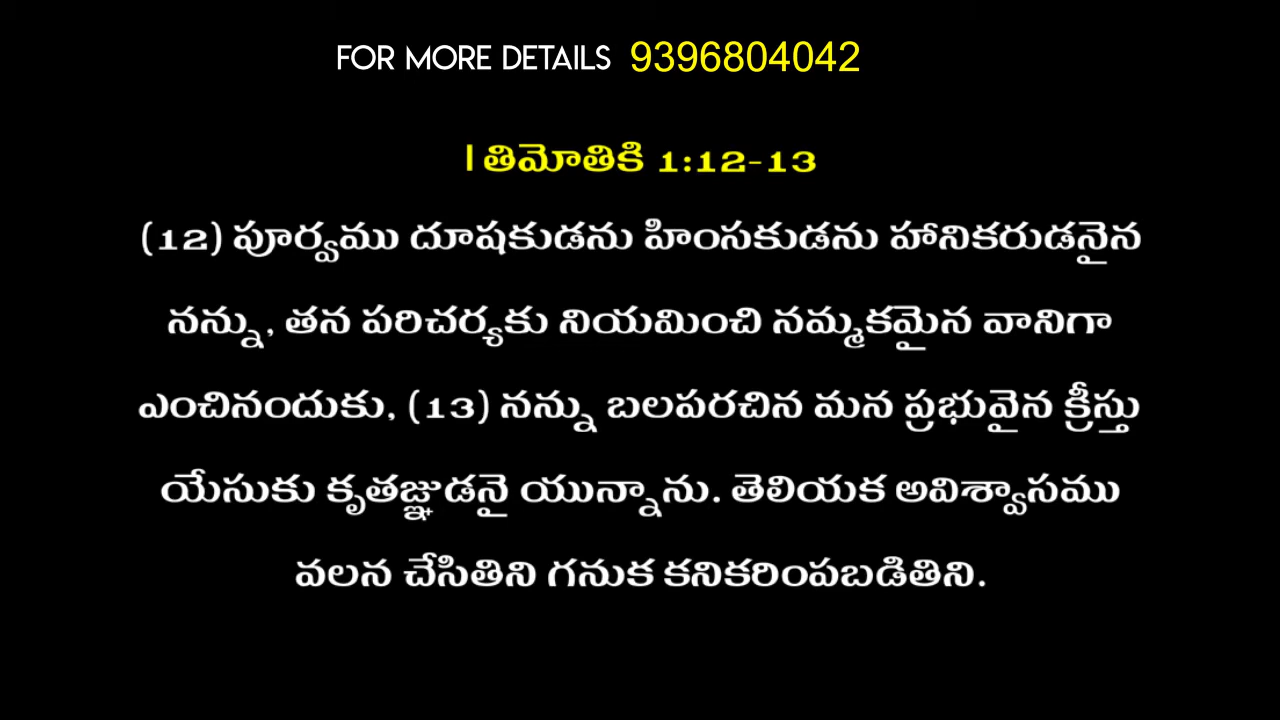 FOR MORE DETAILS 9396804042
I తిమోతికి 1:12-13
(12) పూర్వము దూషకుడను హింసకుడను హానికరుడనైన
నన్ను, తన పరిచర్యకు నియమించి నమ్మకమైన వానిగా
ఎంచినందుకు, (13) నన్ను బలపరచిన మన ప్రభువైన క్రీస్తు
యేసుకు కృతజ్ఞుడనై యున్నాను. తెలియక అవిశ్వాసము
వలన చేసితిని గనుక కనికరింపబడితిని.